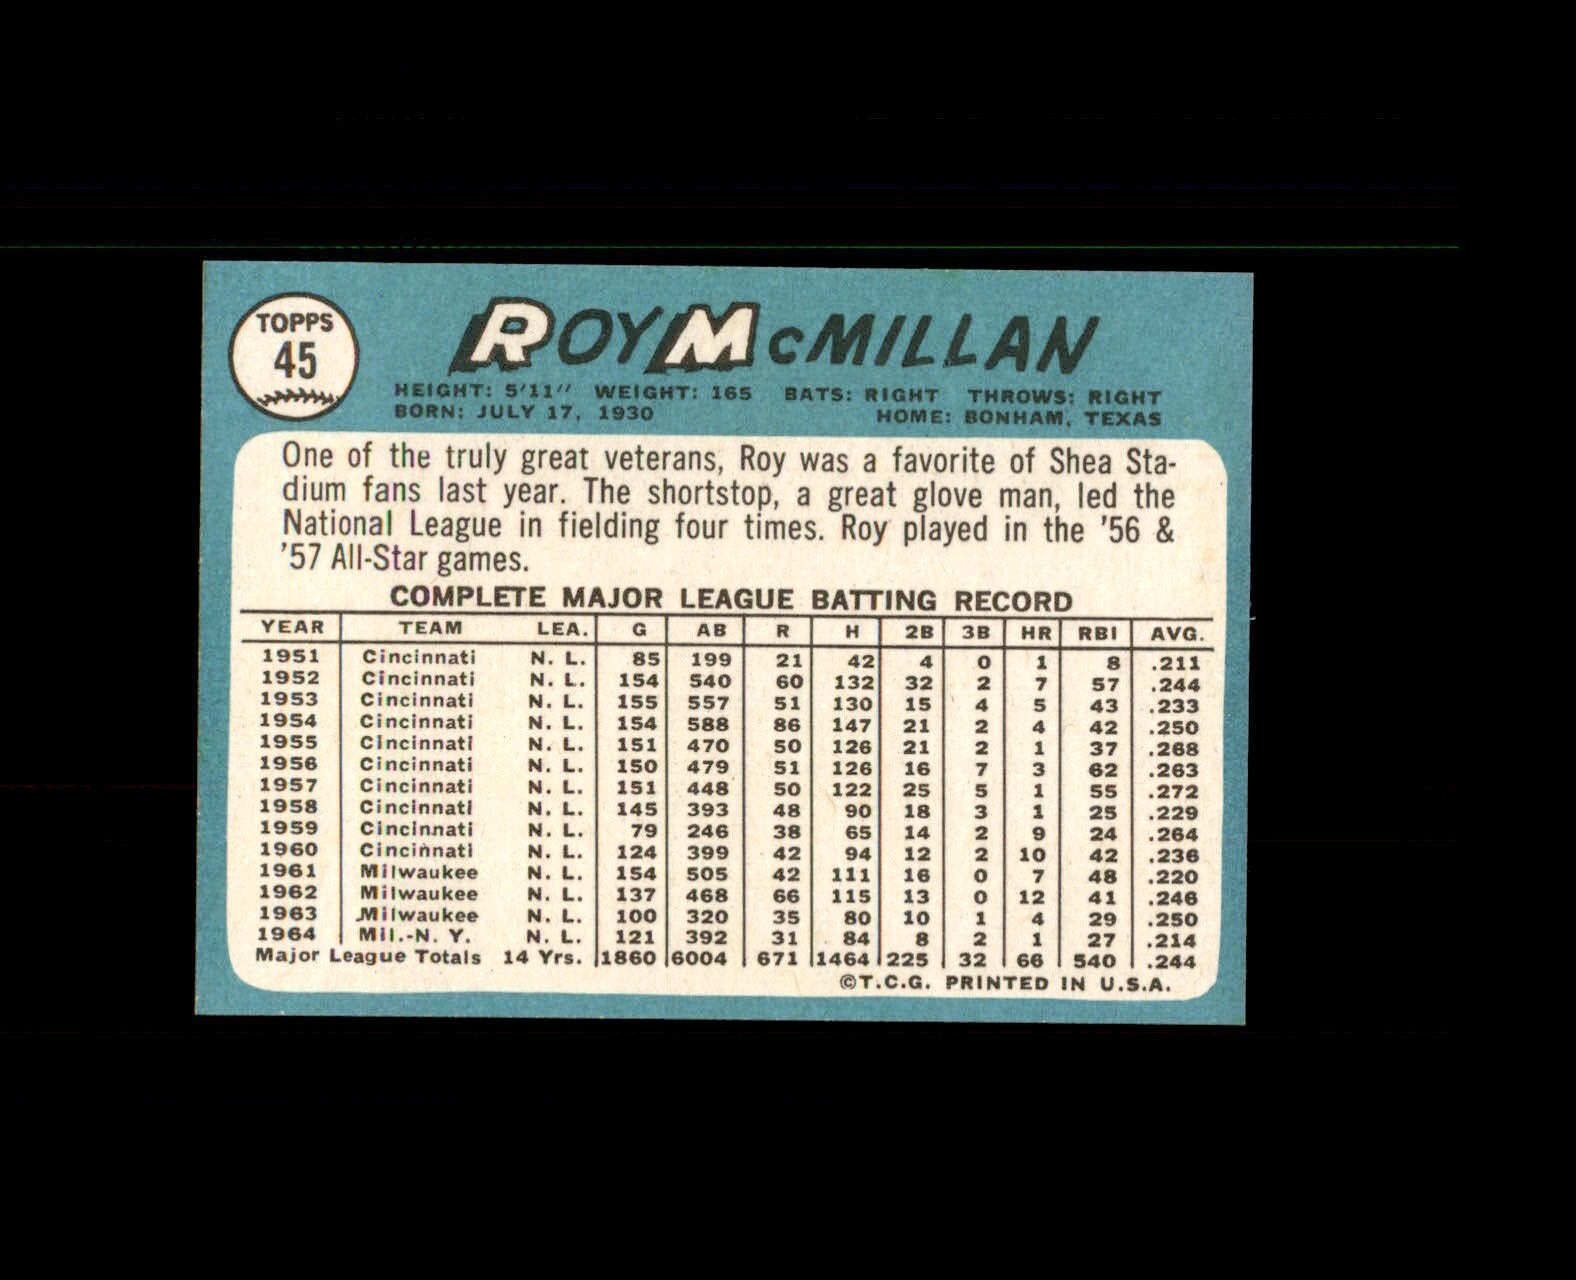 TOPPS
45
ROY McMILLAN
HEIGHT: 5'11" WEIGHT: 165 BATS: RIGHT THROWS: RIGHT
BORN: JULY 17, 1930 HOME: BONHAM, TEXAS
One of the truly great veterans, Roy was a favorite of Shea Sta-
dium fans last year. The shortstop, a great glove man, led the
National League in fielding four times. Roy played in the '56 &
'57 All-Star games.
COMPLETE MAJOR LEAGUE BATTING RECORD
YEAR TEAM LEA. G AB R H 2B 3B HR RBI AVG.
1951 Cincinnati N. L. 85 199 21 42 4 0 1 8 .211
1952 Cincinnati N. L. 154 540 60 132 32 2 7 57 .244
1953 Cincinnati N. L. 155 557 51 130 15 4 5 43 .233
1954 Cincinnati N. L. 154 588 86 147 21 2 4 42 .250
1955 Cincinnati N. L. 151 470 50 126 21 2 1 37 .268
1956 Cincinnati N. L. 150 479 51 126 16 7 3 62 .263
1957 Cincinnati N. L. 151 448 50 122 25 5 1 55 .272
1958 Cincinnati N. L. 145 393 48 90 18 3 1 25 .229
1959 Cincinnati N. L. 79 246 38 65 14 2 9 24 .264
1960 Cincinnati N. L. 124 399 42 94 12 2 10 42 .236
1961 Milwaukee N. L. 154 505 42 111 16 0 7 48 .220
1962 Milwaukee N. L. 137 468 66 115 13 0 12 41 .246
1963 Milwaukee N. L. 100 320 35 80 10 1 4 29 .250
1964 Mil.-N. Y. N. L. 121 392 31 84 8 2 1 27 .214
Major League Totals 14 Yrs. 1860 6004 671 1464 225 32 66 540 .244
©T.C.G. PRINTED IN U.S.A.